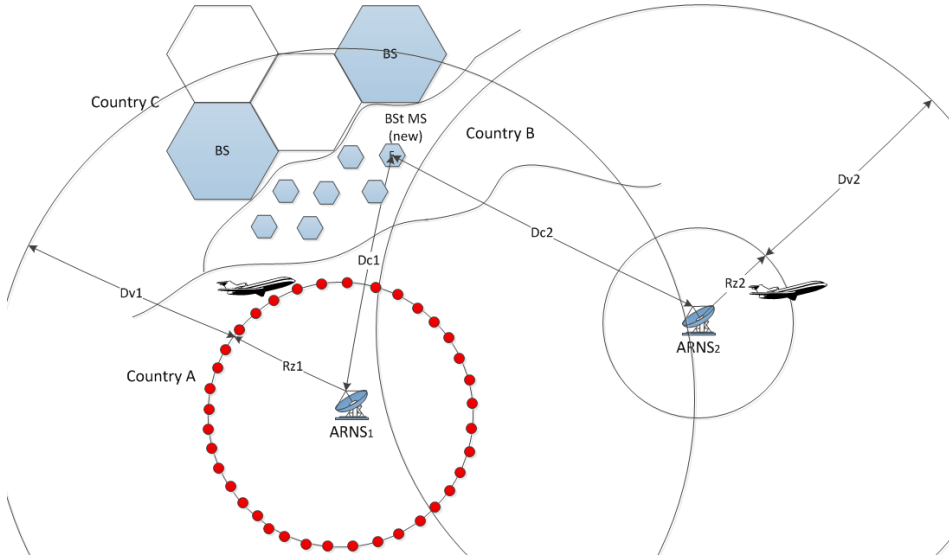 BS
Country C
BSt MS
(new)
Country B
BS
Dv2
Dc2
Dc1
Dv1
Rz2
ARNS2
Rz1
Country A
ARNS1